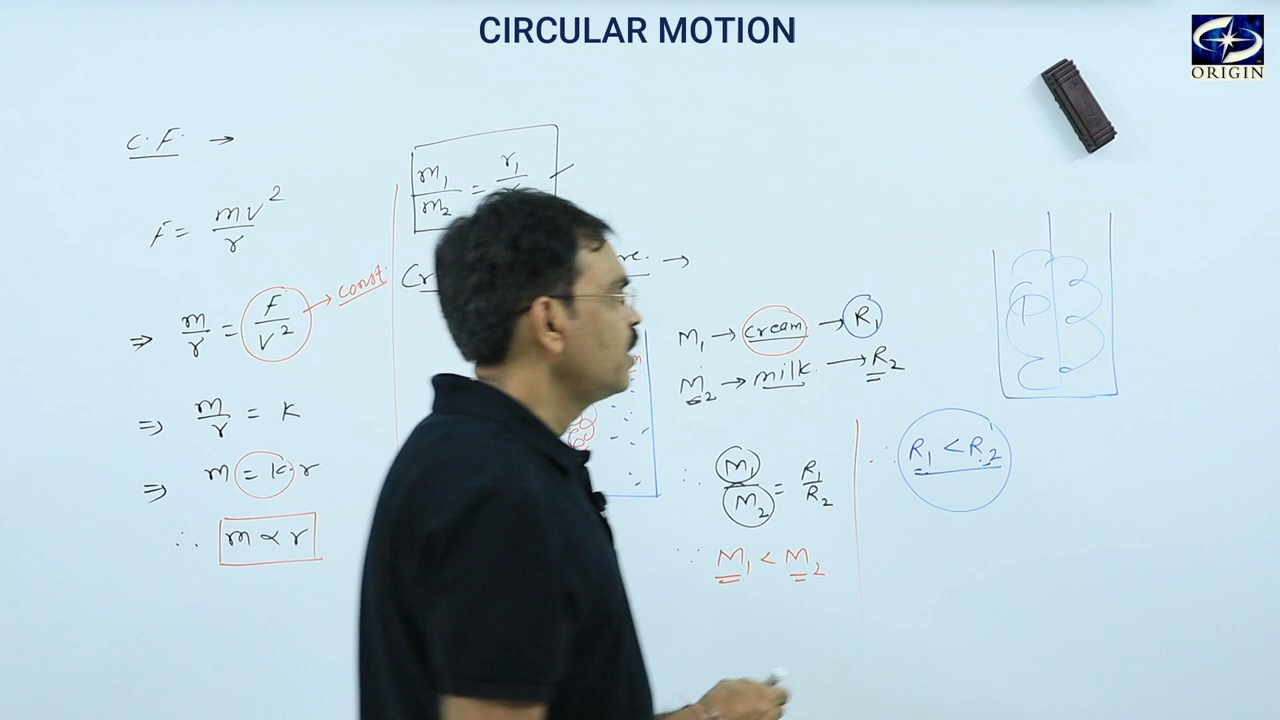 CIRCULAR MOTION
ORIGIN
C.F. →
F = mv²/r
⇒ m/r = F/v² → const.
⇒ m/r = k
⇒ m = k·r
∴ m ∝ r
m₁/m₂ = r₁/
M₁ → cream → R₁
M₂ → milk. → R₂
∴ M₁/M₂ = R₁/R₂
∵ M₁ < M₂
∴ R₁ < R₂